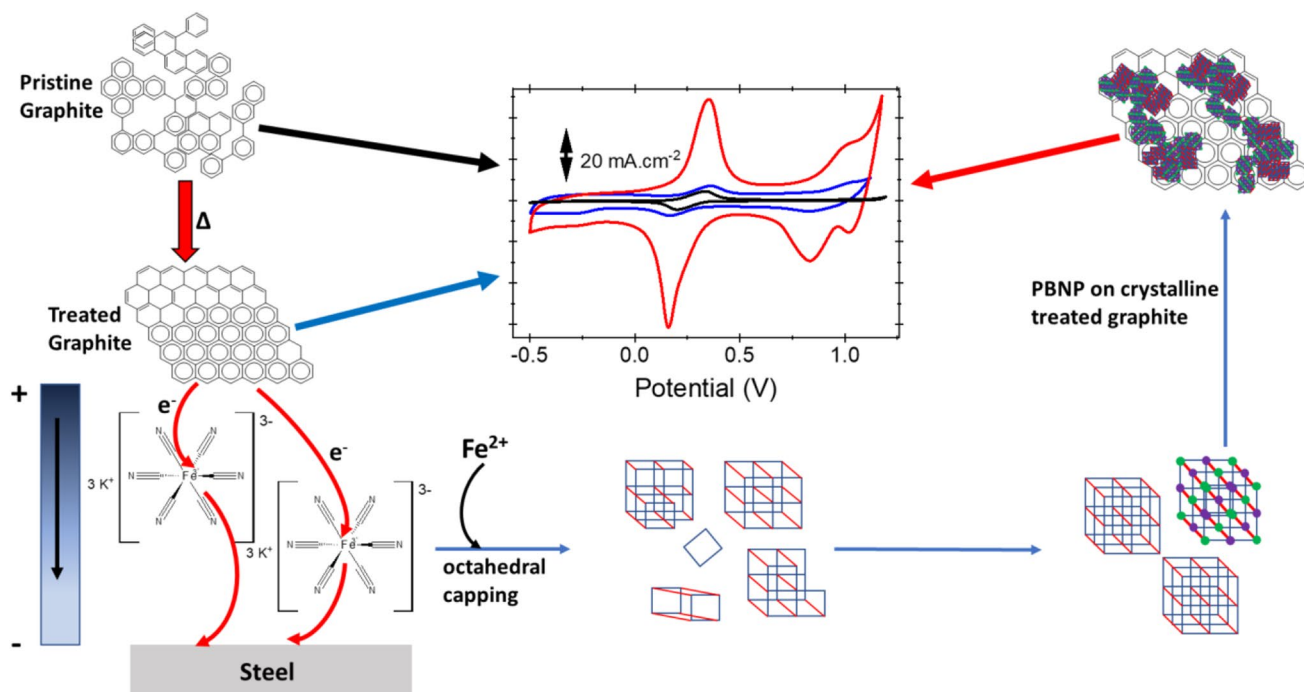 Pristine
Graphite
Δ
Treated
Graphite
20 mA.cm-2
-0.5
0.0
0.5
1.0
Potential (V)
PBNP on crystalline
treated graphite
+
-
e-
e-
3 K+
N
N
N
Fe
N
N
N
3-
3 K+
N
N
N
Fe
N
N
N
3-
Fe2+
octahedral
capping
Steel